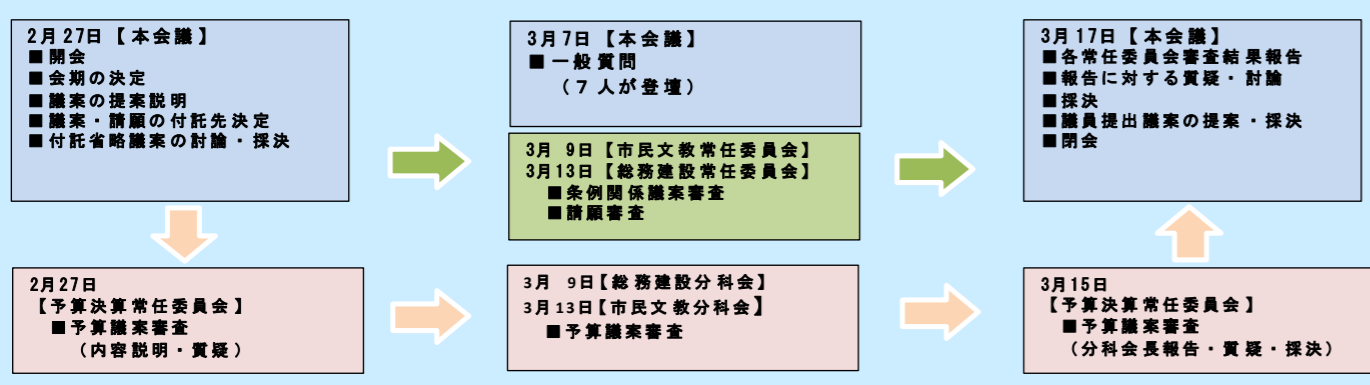 2月27日【本会議】
■開会
■会期の決定
■議案の提案説明
■議案・請願の付託先決定
■付託省略議案の討論・採決
3月7日【本会議】
■一般質問
（７人が登壇）
3月 9日【市民文教常任委員会】
3月13日【総務建設常任委員会】
■条例関係議案審査
■請願審査
3月17日【本会議】
■各常任委員会審査結果報告
■報告に対する質疑・討論
■採決
■議員提出議案の提案・採決
■閉会
2月27日
【予算決算常任委員会】
■予算議案審査
（内容説明・質疑）
3月 9日【総務建設分科会】
3月13日【市民文教分科会】
■予算議案審査
3月15日
【予算決算常任委員会】
■予算議案審査
（分科会長報告・質疑・採決）